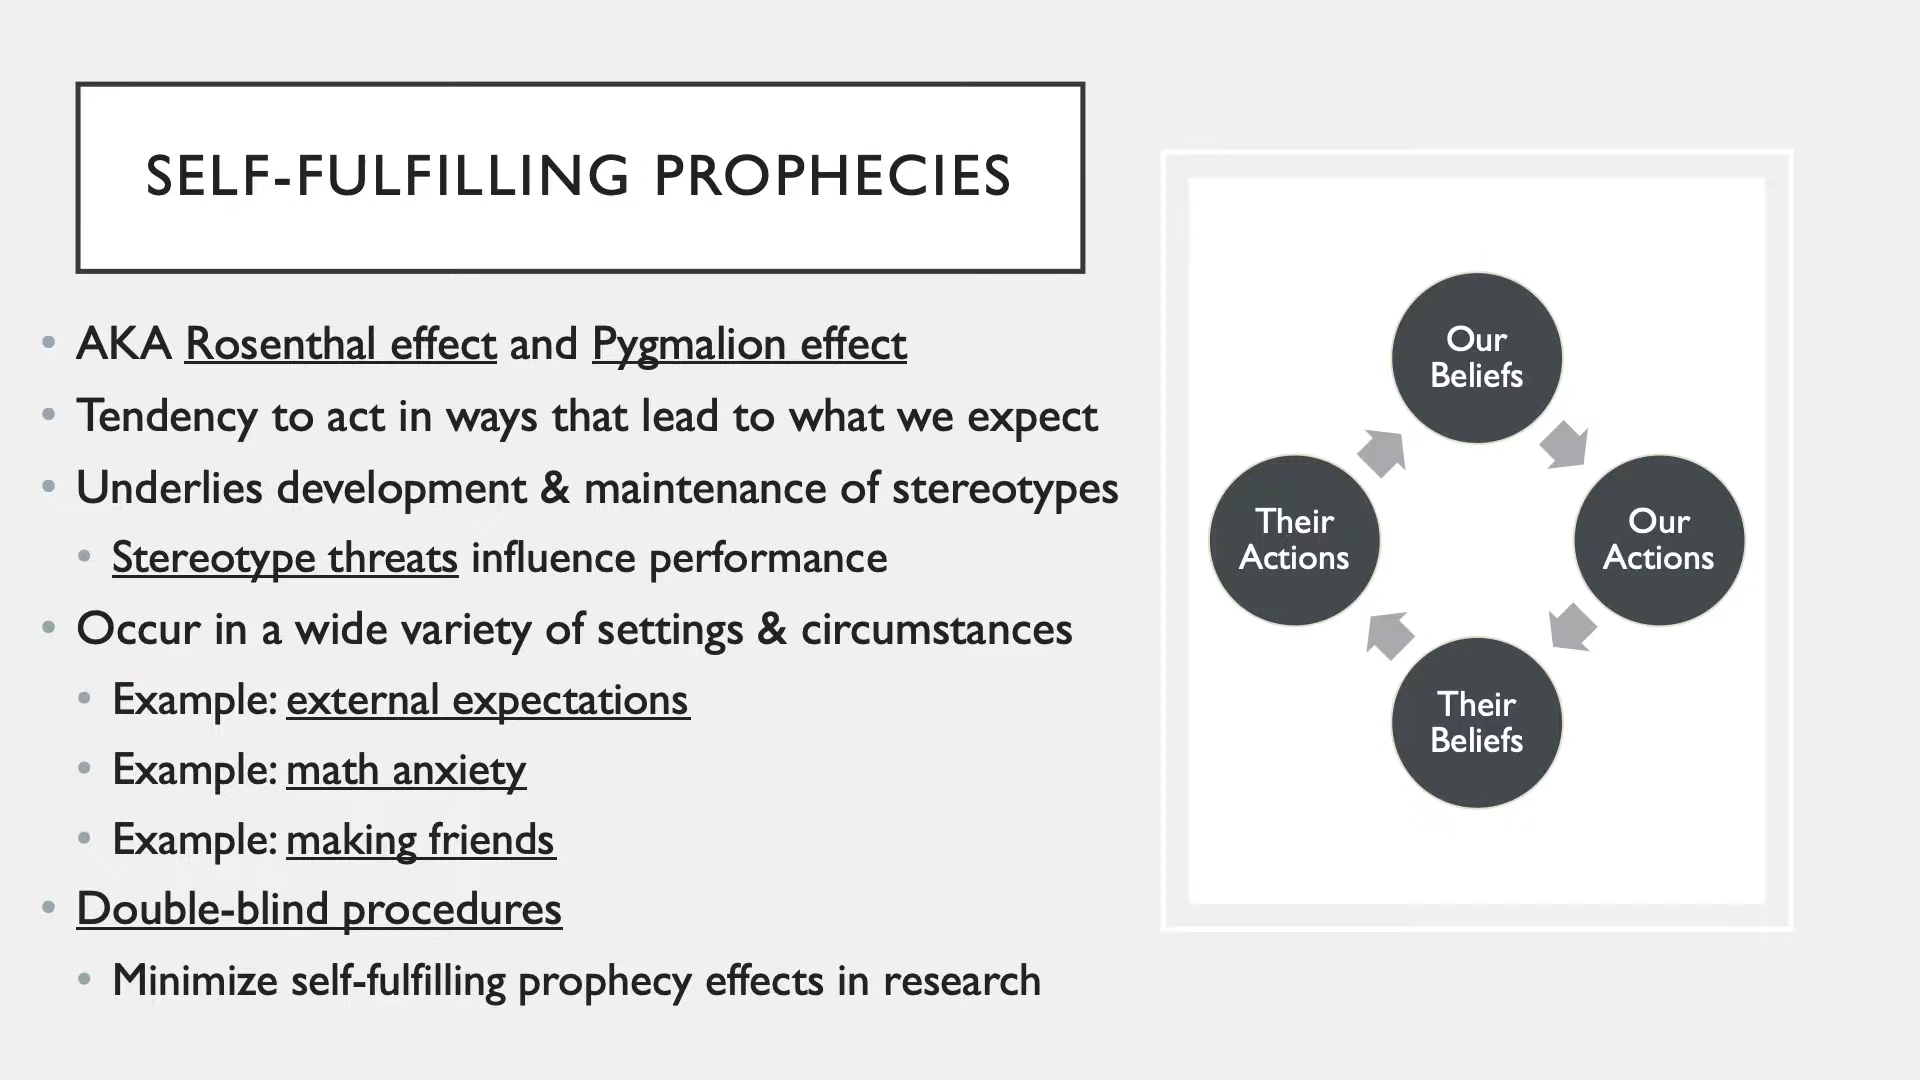 SELF-FULFILLING PROPHECIES
• AKA Rosenthal effect and Pygmalion effect
• Tendency to act in ways that lead to what we expect
• Underlies development & maintenance of stereotypes
• Stereotype threats influence performance
• Occur in a wide variety of settings & circumstances
• Example: external expectations
• Example: math anxiety
• Example: making friends
• Double-blind procedures
• Minimize self-fulfilling prophecy effects in research
Our
Beliefs
Our
Actions
Their
Beliefs
Their
Actions